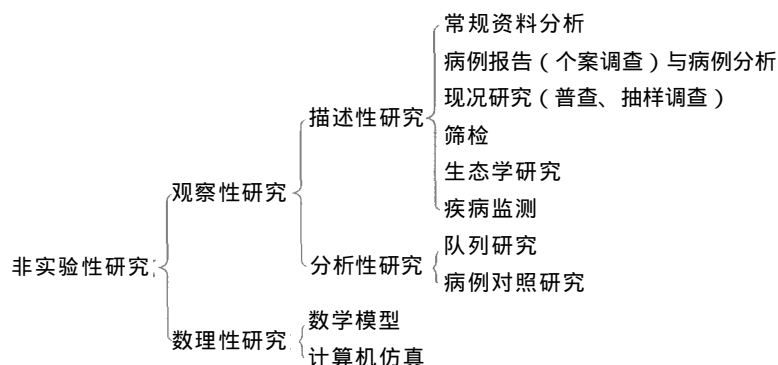 常规资料分析
病例报告（个案调查）与病例分析
现况研究（普查、抽样调查）
描述性研究
筛检
生态学研究
观察性研究
疾病监测
队列研究
非实验性研究
分析性研究
病例对照研究
数学模型
数理性研究
计算机仿真